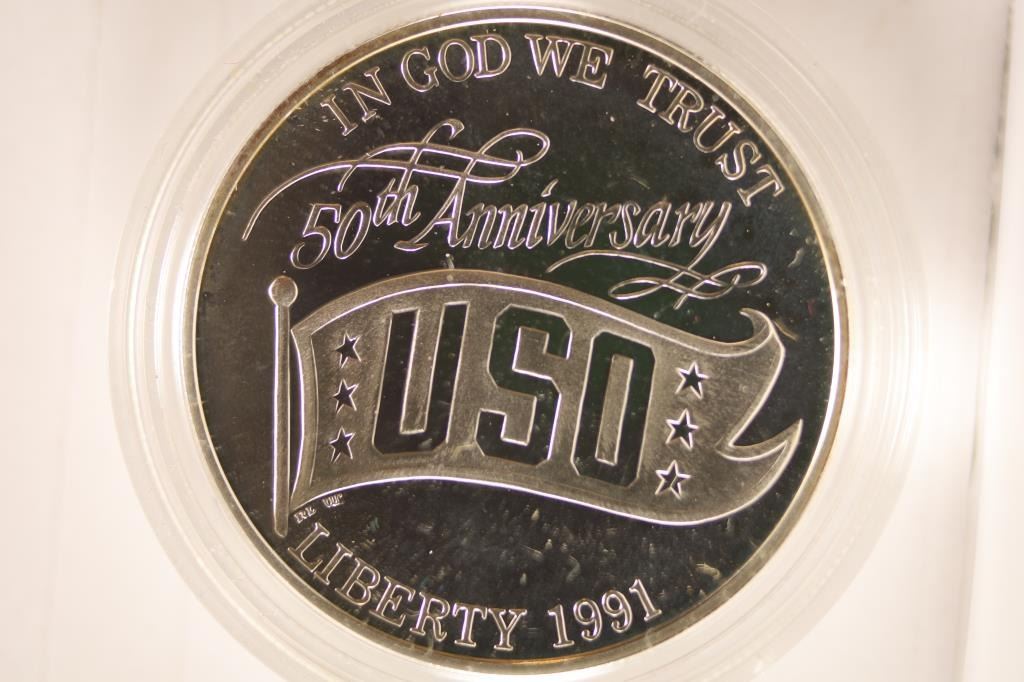 IN GOD WE TRUST
50th Anniversary
USO
LIBERTY 1991